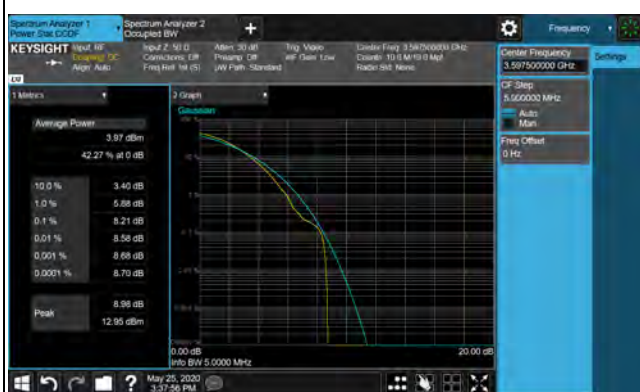 Spectrum Analyzer 1
Power Stat CCDF
Spectrum Analyzer 2
Occupied BW
Frequency
KEYSIGHT
Input: RF
Coupling: DC
Align: Auto
Input Z: 50 Ω
Corrections: Off
Freq Ref: Int (S)
Atten: 30 dB
Preamp: Off
µW Path: Standard
Trig: Video
#IF Gain: Low
Center Freq: 3.597500000 GHz
Counts: 10.0 M/10.0 Mpt
Radio Std: None
Center Frequency
3.597500000 GHz
Settings
CF Step
5.000000 MHz
Auto
Man
Freq Offset
0 Hz
1 Metrics
2 Graph
Gaussian
Average Power
3.97 dBm
42.27 % at 0 dB
10.0 % 3.40 dB
1.0 % 5.88 dB
0.1 % 8.21 dB
0.01 % 8.58 dB
0.001 % 8.68 dB
0.0001 % 8.70 dB
Peak
8.98 dB
12.95 dBm
0.00 dB
20.00 dB
Info BW 5.0000 MHz
May 25, 2020
3:37:56 PM